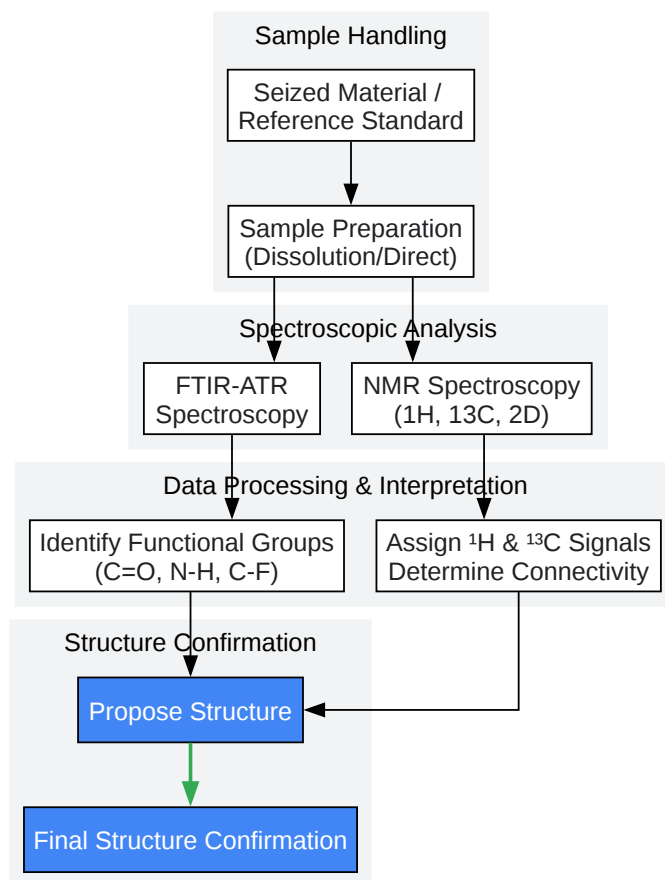 Sample Handling
Seized Material /
Reference Standard
Sample Preparation
(Dissolution/Direct)
Spectroscopic Analysis
FTIR-ATR
Spectroscopy
NMR Spectroscopy
(1H, 13C, 2D)
Data Processing & Interpretation
Identify Functional Groups
(C=O, N-H, C-F)
Assign ¹H & ¹³C Signals
Determine Connectivity
Structure Confirmation
Propose Structure
Final Structure Confirmation